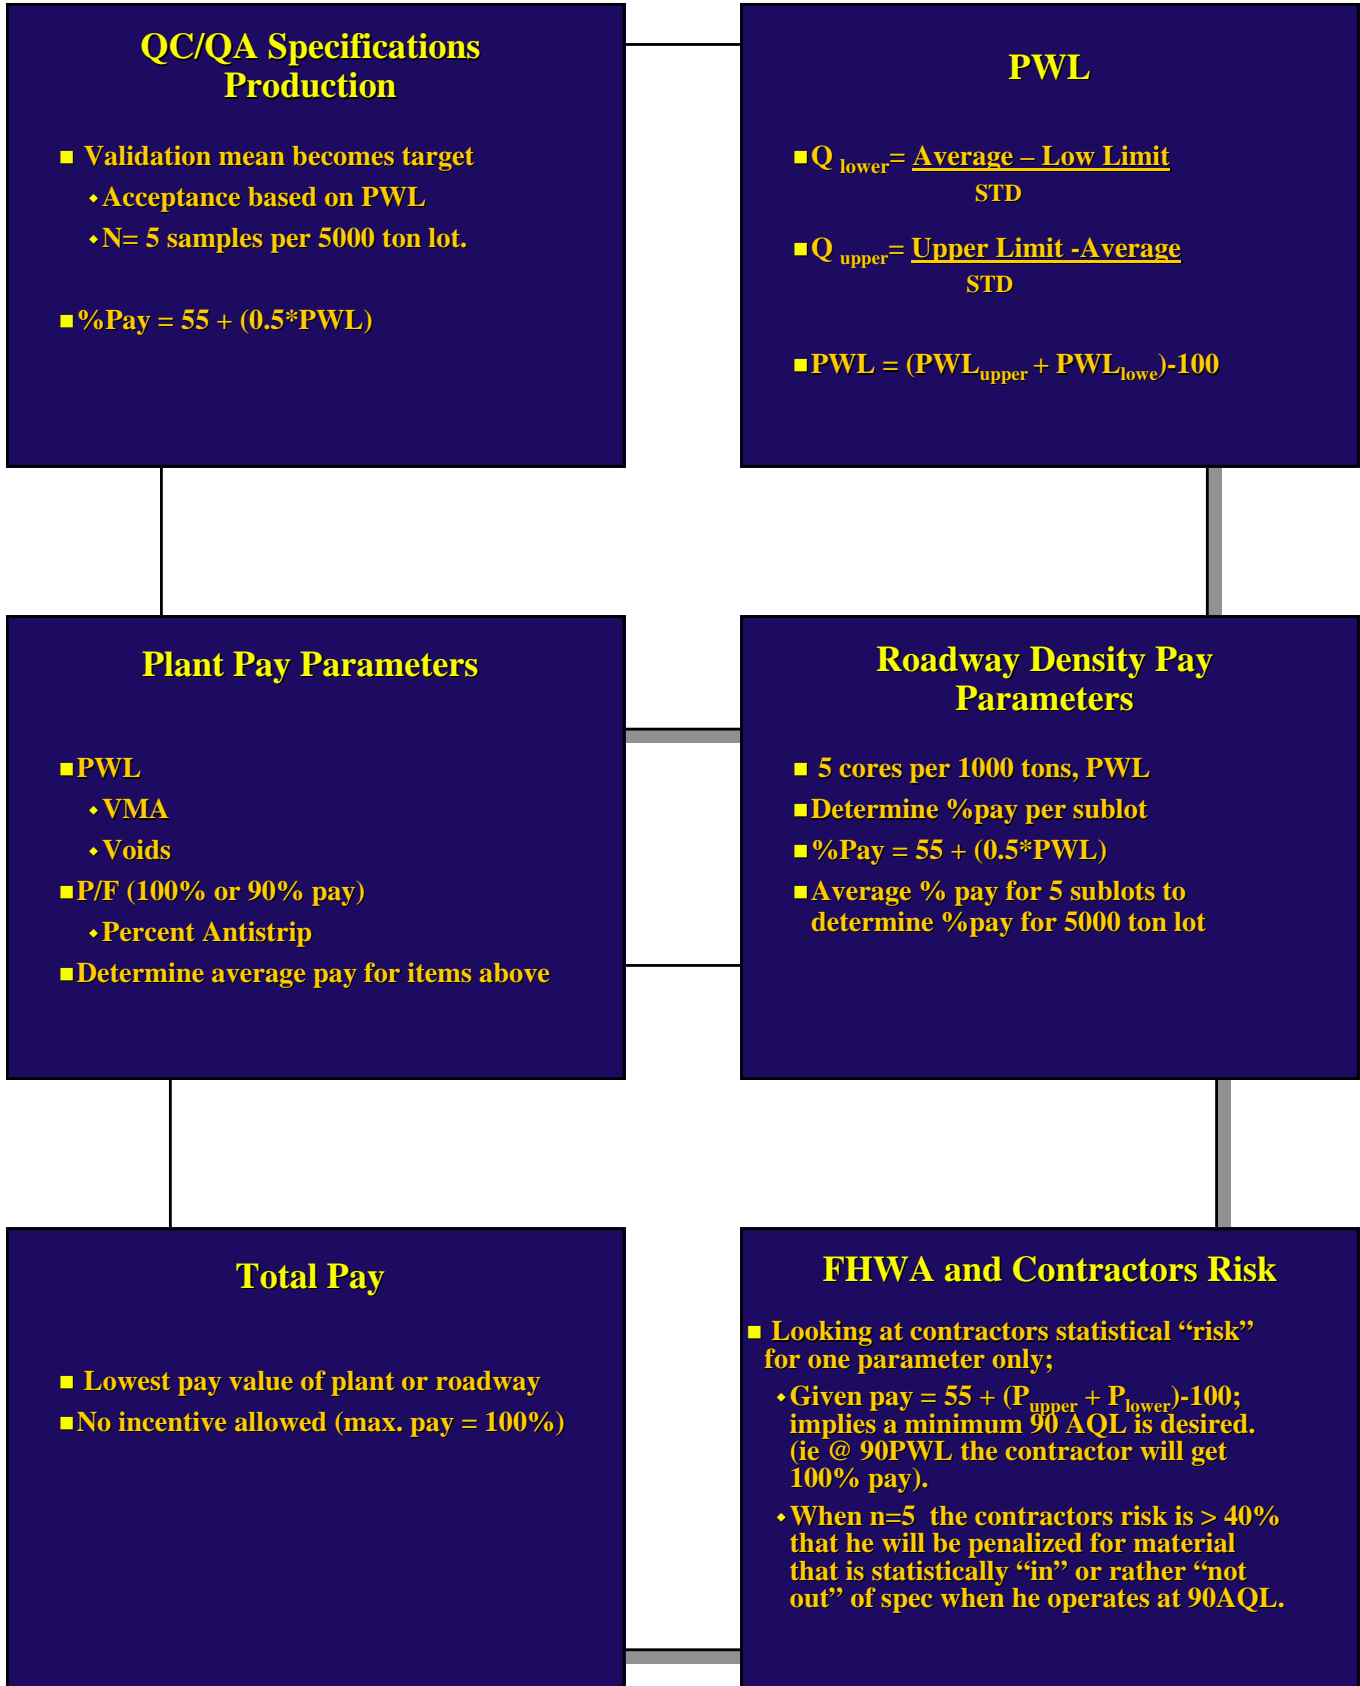 QC/QA Specifications
Production
■ Validation mean becomes target
◆Acceptance based on PWL
◆N= 5 samples per 5000 ton lot.
■%Pay = 55 + (0.5*PWL)
PWL
■Q lower= Average – Low Limit
STD
■Q upper= Upper Limit -Average
STD
■PWL = (PWLupper + PWLlowe)-100
Plant Pay Parameters
■PWL
◆VMA
◆Voids
■P/F (100% or 90% pay)
◆Percent Antistrip
■Determine average pay for items above
Roadway Density Pay
Parameters
■ 5 cores per 1000 tons, PWL
■Determine %pay per sublot
■%Pay = 55 + (0.5*PWL)
■Average % pay for 5 sublots to
determine %pay for 5000 ton lot
Total Pay
■ Lowest pay value of plant or roadway
■No incentive allowed (max. pay = 100%)
FHWA and Contractors Risk
■ Looking at contractors statistical “risk”
for one parameter only;
◆Given pay = 55 + (Pupper + Plower)-100;
implies a minimum 90 AQL is desired.
(ie @ 90PWL the contractor will get
100% pay).
◆When n=5 the contractors risk is > 40%
that he will be penalized for material
that is statistically “in” or rather “not
out” of spec when he operates at 90AQL.